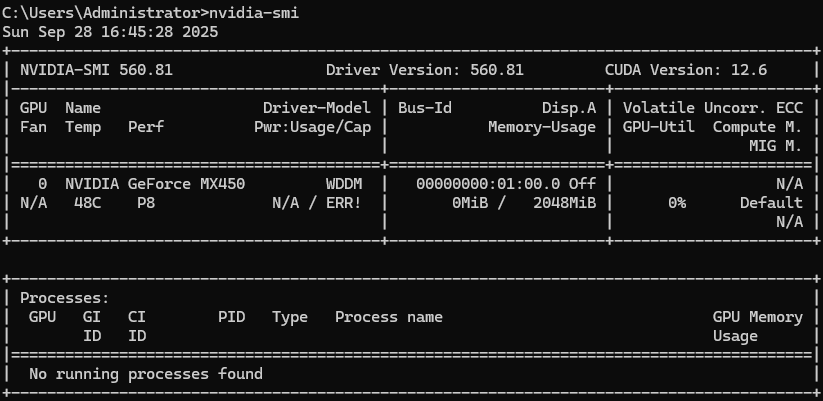 C:\Users\Administrator>nvidia-smi
Sun Sep 28 16:45:28 2025
+-----------------------------------------------------------------------------------------+
| NVIDIA-SMI 560.81                 Driver Version: 560.81         CUDA Version: 12.6     |
|-----------------------------------------+------------------------+----------------------+
| GPU  Name                  Driver-Model | Bus-Id          Disp.A | Volatile Uncorr. ECC |
| Fan  Temp   Perf          Pwr:Usage/Cap |           Memory-Usage | GPU-Util  Compute M. |
|                                         |                        |               MIG M. |
|=========================================+========================+======================|
|   0  NVIDIA GeForce MX450         WDDM  |   00000000:01:00.0 Off |                  N/A |
| N/A   48C    P8             N/A / ERR!  |       0MiB /   2048MiB |      0%      Default |
|                                         |                        |                  N/A |
+-----------------------------------------+------------------------+----------------------+

+-----------------------------------------------------------------------------------------+
| Processes:                                                                              |
|  GPU   GI   CI        PID   Type   Process name                              GPU Memory |
|        ID   ID                                                               Usage      |
|=========================================================================================|
|  No running processes found                                                             |
+-----------------------------------------------------------------------------------------+